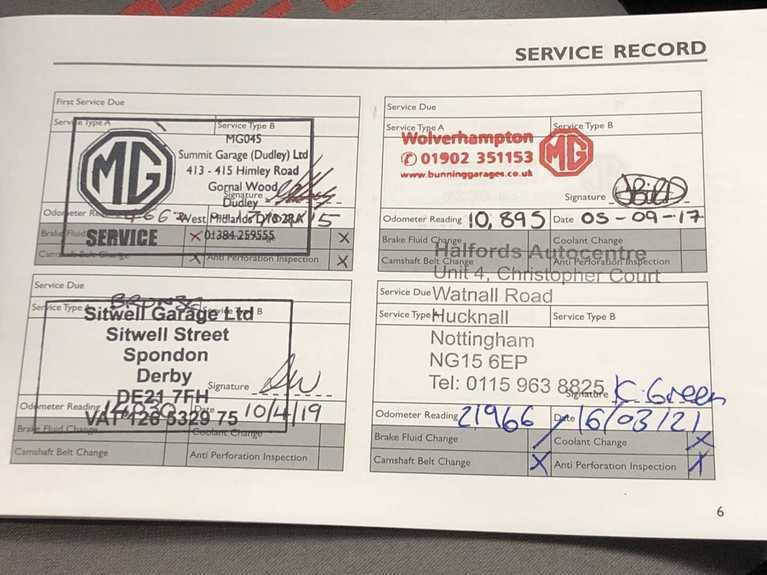 SERVICE RECORD
First Service Due
Service Type A Service Type B
MG
MG045
Summit Garage (Dudley) Ltd
413 - 415 Himley Road
Gornal Wood
Signature
Dudley
Odometer Reading
West Midlands DY3 2RA
SERVICE
Brake Fluid Change X 01384 259555 X
Camshaft Belt Change X Anti Perforation Inspection X
Service Due
Service Type A Service Type B
Wolverhampton
✆ 01902 351153
www.bunninggarages.co.uk
MG
Signature
Odometer Reading 10,895 Date 05-09-17
Brake Fluid Change Coolant Change
Camshaft Belt Change Anti Perforation Inspection
Service Due
BRONZE
Service Type A Service Type B
Sitwell Garage Ltd
Sitwell Street
Spondon
Derby
DE21 7FH
VAT 126 5329 75
Signature
Odometer Reading Date 10/4/19
Brake Fluid Change Coolant Change
Camshaft Belt Change Anti Perforation Inspection
Halfords Autocentre
Unit 4, Christopher Court
Service Due Watnall Road
Service Type Hucknall Service Type B
Nottingham
NG15 6EP
Tel: 0115 963 8825
Signature K. Green
Odometer Reading 21966 Date 16/03/21
Brake Fluid Change / Coolant Change X
Camshaft Belt Change X Anti Perforation Inspection X
6